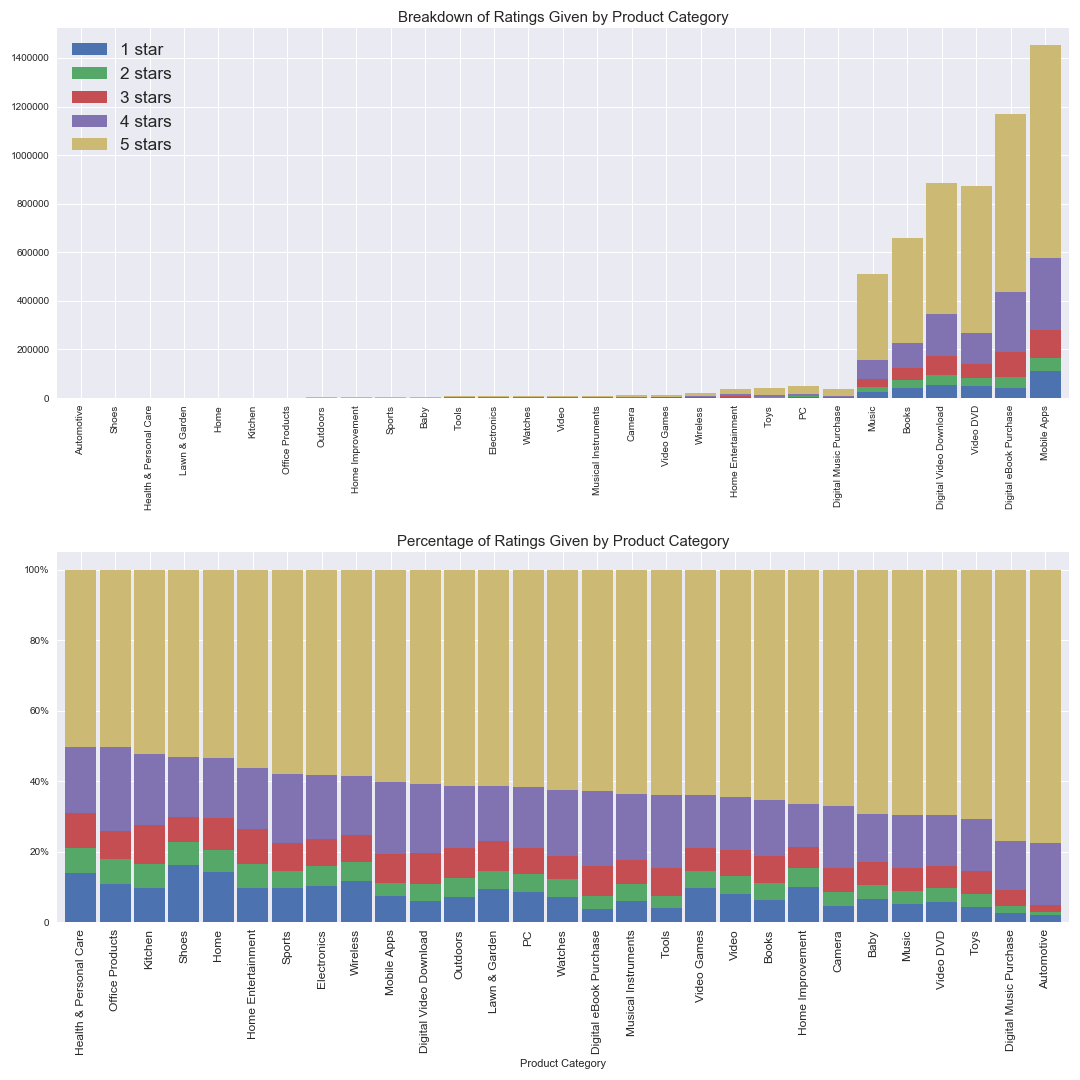 Breakdown of Ratings Given by Product Category
1400000
1200000
1000000
800000
600000
400000
200000
0
1 star
2 stars
3 stars
4 stars
5 stars
Automotive
Shoes
Health & Personal Care
Lawn & Garden
Home
Kitchen
Office Products
Outdoors
Home Improvement
Sports
Baby
Tools
Electronics
Watches
Video
Musical Instruments
Camera
Video Games
Wireless
Home Entertainment
Toys
PC
Digital Music Purchase
Music
Books
Digital Video Download
Video DVD
Digital eBook Purchase
Mobile Apps
Percentage of Ratings Given by Product Category
100%
80%
60%
40%
20%
0
Health & Personal Care
Office Products
Kitchen
Shoes
Home
Home Entertainment
Sports
Electronics
Wireless
Mobile Apps
Digital Video Download
Outdoors
Lawn & Garden
PC
Watches
Digital eBook Purchase
Musical Instruments
Tools
Video Games
Video
Books
Home Improvement
Camera
Baby
Music
Video DVD
Toys
Digital Music Purchase
Automotive
Product Category